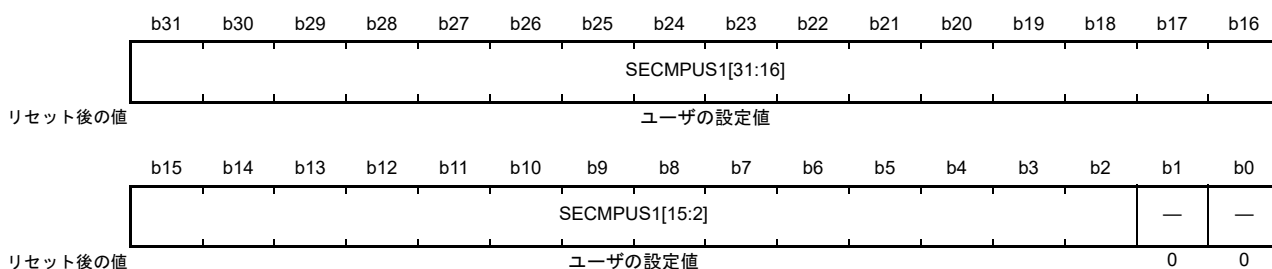 b31 b30 b29 b28 b27 b26 b25 b24 b23 b22 b21 b20 b19 b18 b17 b16
SECMPUS1[31:16]
リセット後の値 ユーザの設定値
b15 b14 b13 b12 b11 b10 b9 b8 b7 b6 b5 b4 b3 b2 b1 b0
SECMPUS1[15:2] — —
リセット後の値 ユーザの設定値 0 0